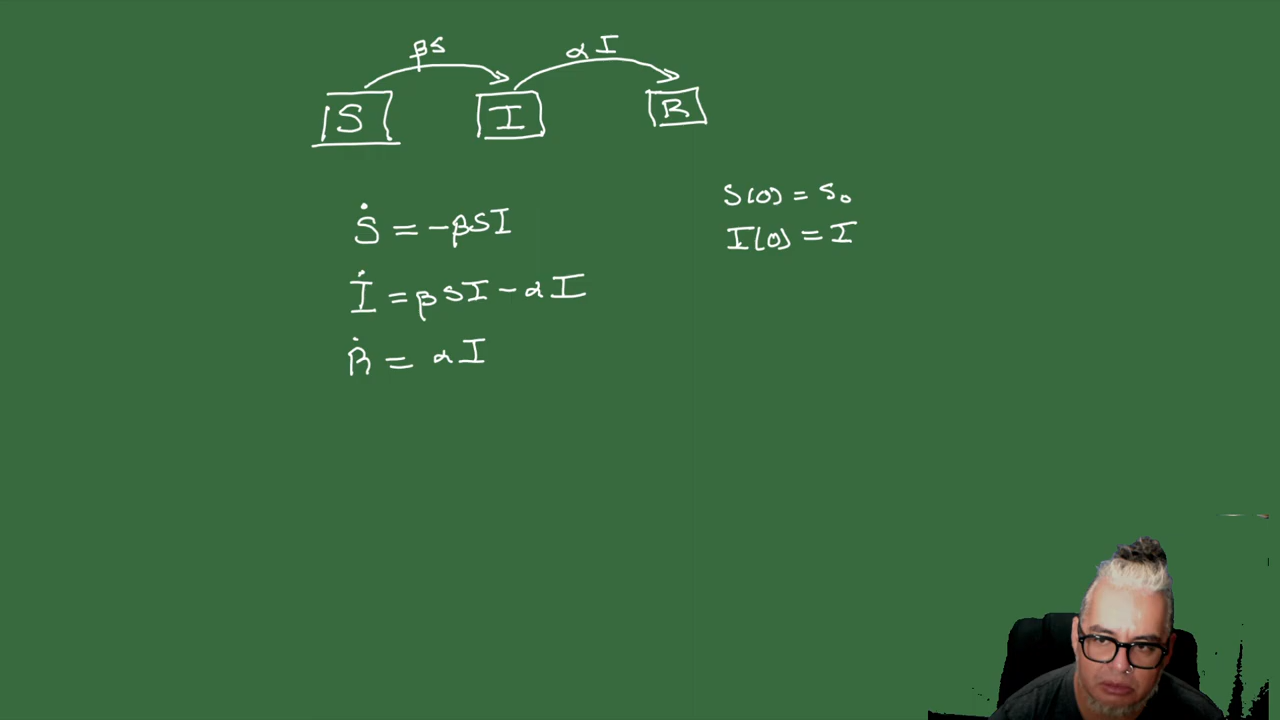 βS αI
S I R
Ṡ = -βSI
İ = βSI - αI
Ṙ = αI
S(0) = S₀
I(0) = I